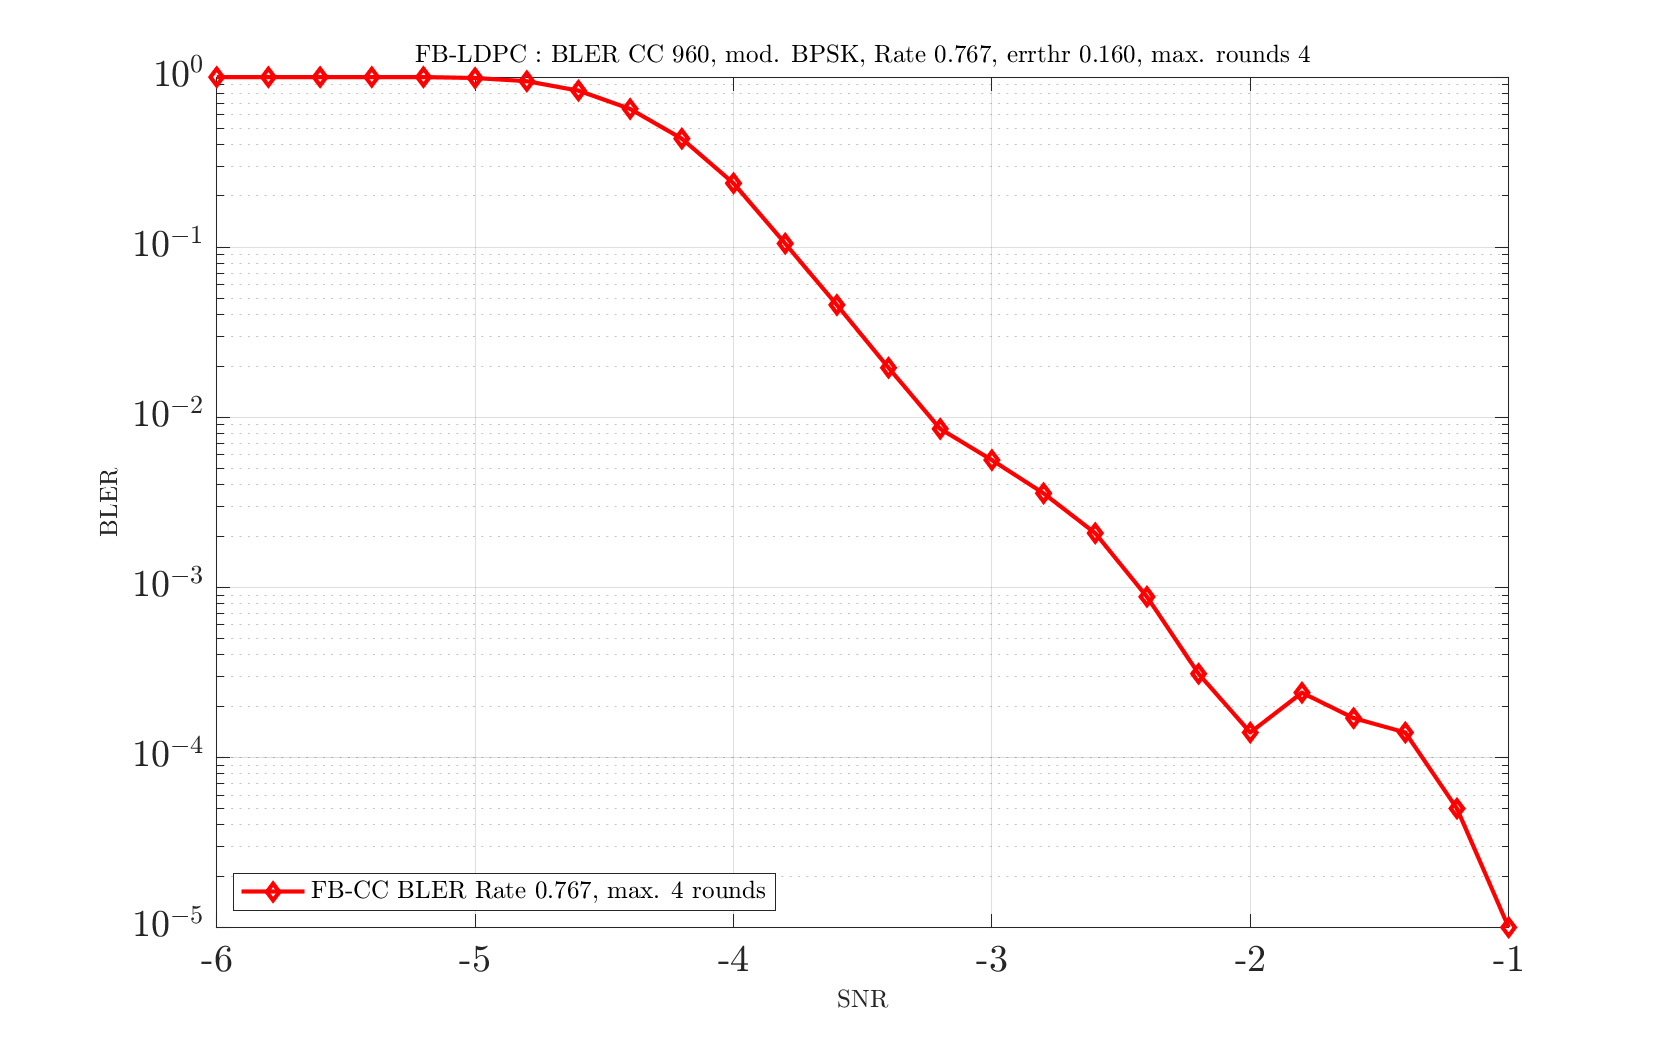 FB-LDPC : BLER CC 960, mod. BPSK, Rate 0.767, errthr 0.160, max. rounds 4
10^0
10^-1
10^-2
10^-3
10^-4
10^-5
BLER
FB-CC BLER Rate 0.767, max. 4 rounds
-6 -5 -4 -3 -2 -1
SNR